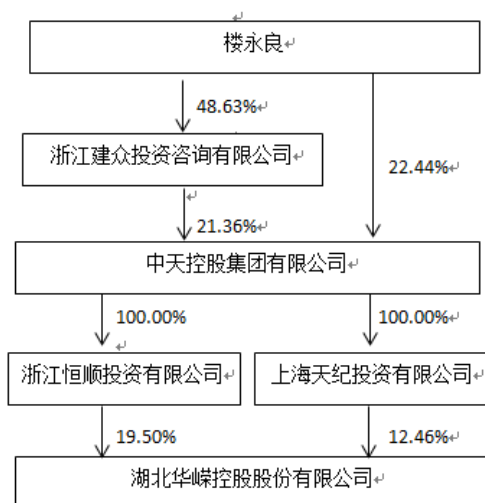 楼永良
48.63%
浙江建众投资咨询有限公司
22.44%
21.36%
中天控股集团有限公司
100.00% 100.00%
浙江恒顺投资有限公司 上海天纪投资有限公司
19.50% 12.46%
湖北华嵘控股股份有限公司